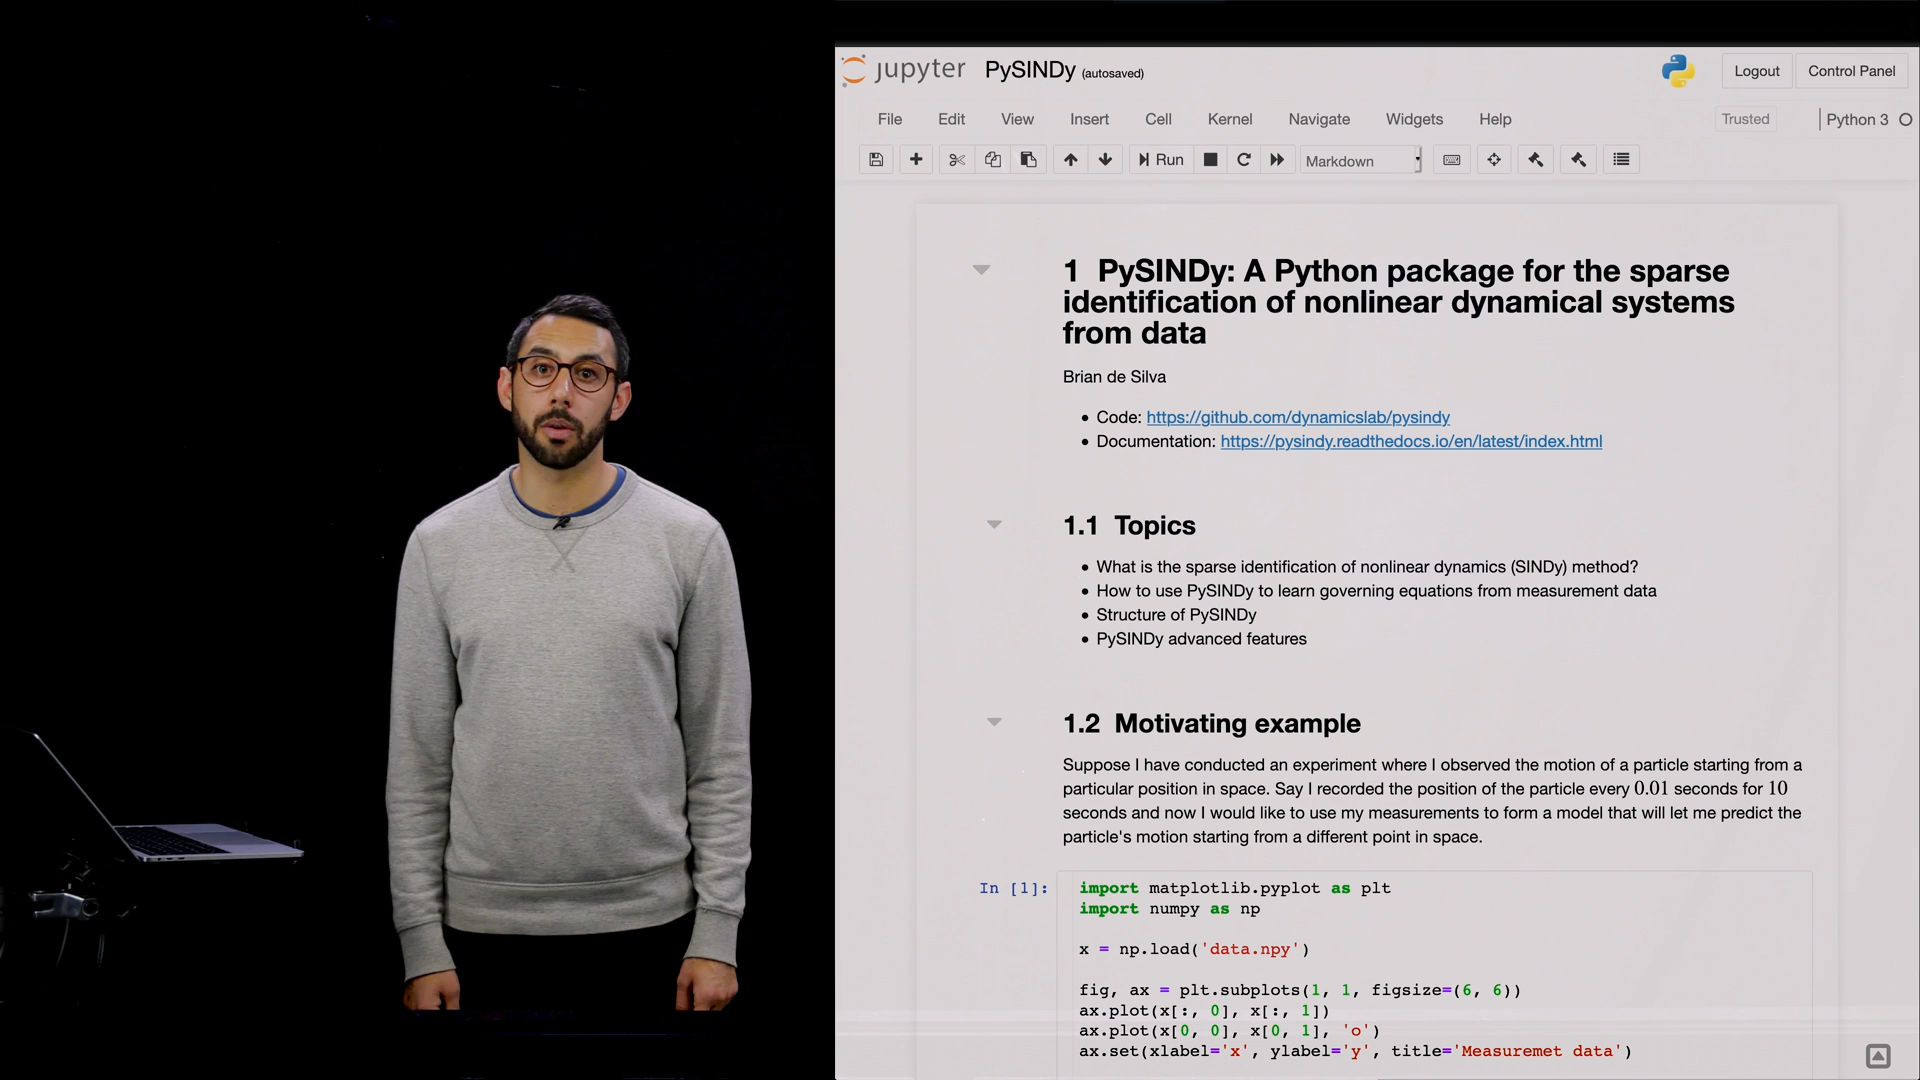 jupyter PySINDy (autosaved)
Logout
Control Panel
File Edit View Insert Cell Kernel Navigate Widgets Help
Trusted
Python 3
Run
Markdown
1 PySINDy: A Python package for the sparse
identification of nonlinear dynamical systems
from data
Brian de Silva
• Code: https://github.com/dynamicslab/pysindy
• Documentation: https://pysindy.readthedocs.io/en/latest/index.html
1.1 Topics
• What is the sparse identification of nonlinear dynamics (SINDy) method?
• How to use PySINDy to learn governing equations from measurement data
• Structure of PySINDy
• PySINDy advanced features
1.2 Motivating example
Suppose I have conducted an experiment where I observed the motion of a particle starting from a
particular position in space. Say I recorded the position of the particle every 0.01 seconds for 10
seconds and now I would like to use my measurements to form a model that will let me predict the
particle's motion starting from a different point in space.
In [1]:
import matplotlib.pyplot as plt
import numpy as np
x = np.load('data.npy')
fig, ax = plt.subplots(1, 1, figsize=(6, 6))
ax.plot(x[:, 0], x[:, 1])
ax.plot(x[0, 0], x[0, 1], 'o')
ax.set(xlabel='x', ylabel='y', title='Measuremet data')